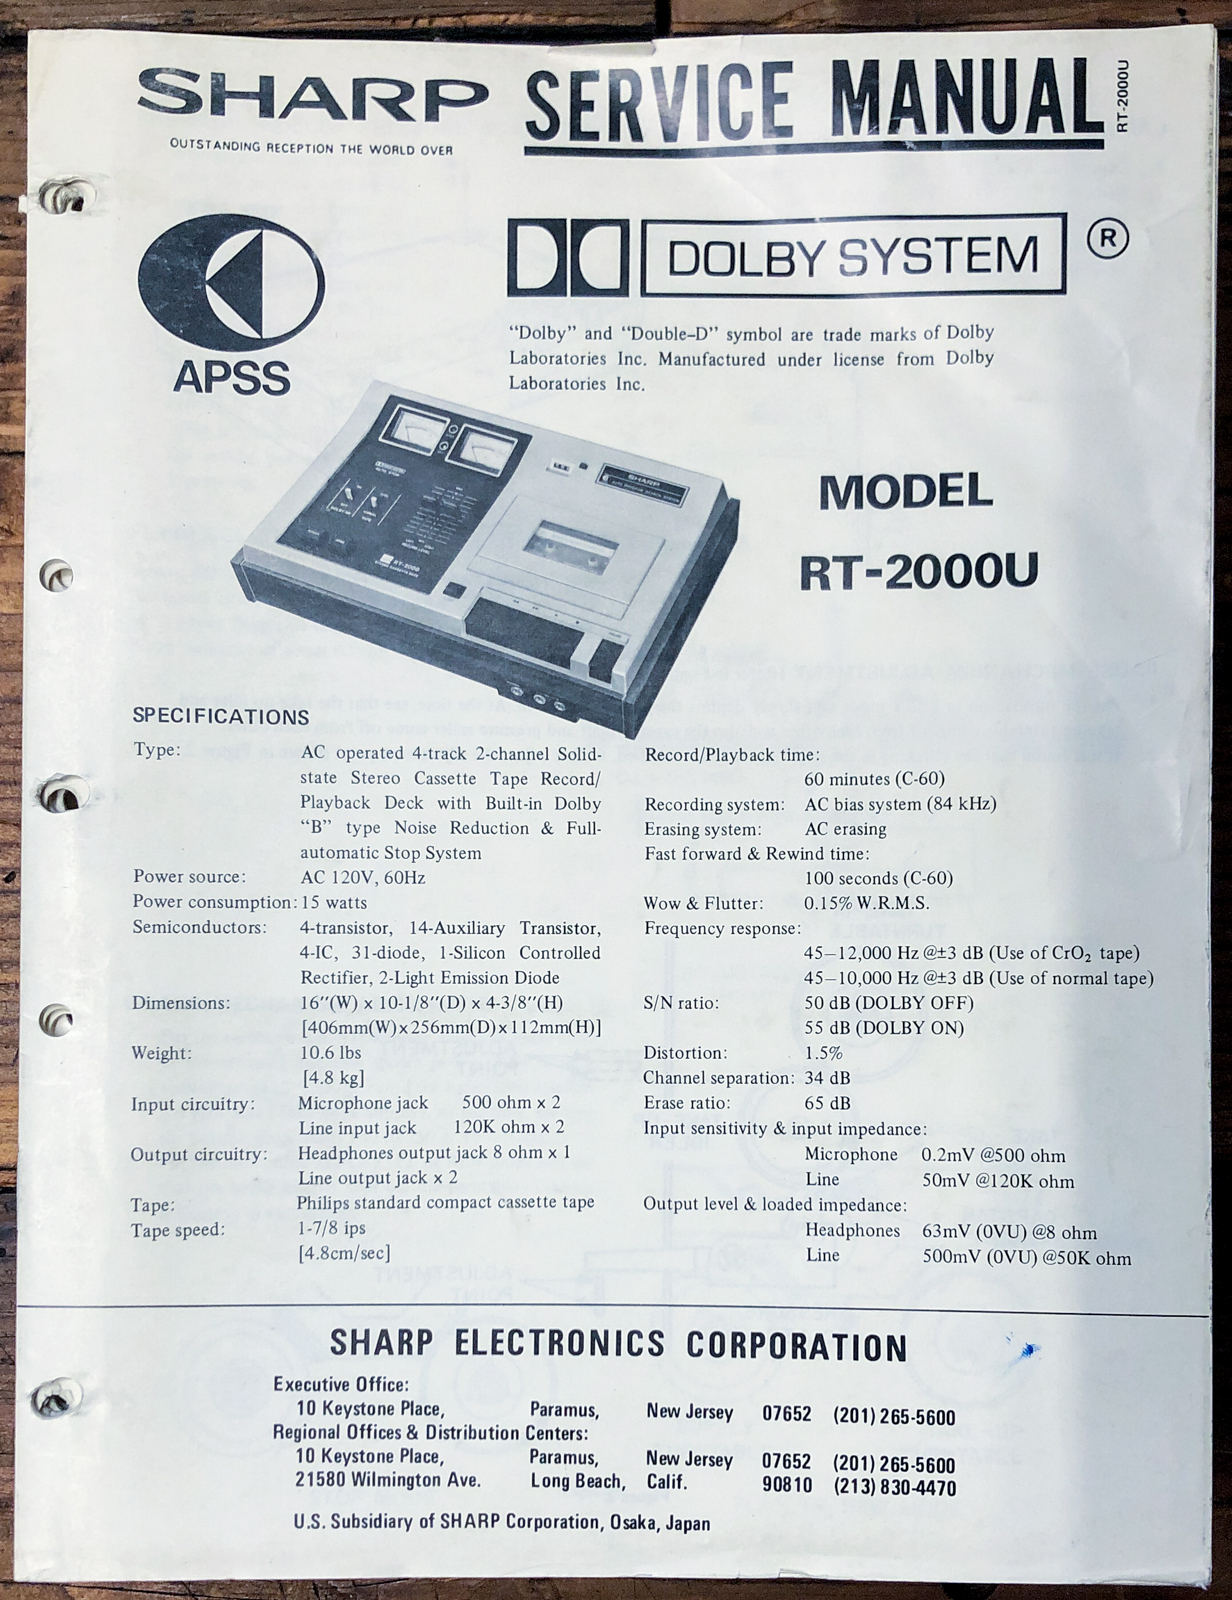 SHARP SERVICE MANUAL
RT-2000U
OUTSTANDING RECEPTION THE WORLD OVER
APSS
DOLBY SYSTEM ®
“Dolby” and “Double–D” symbol are trade marks of Dolby
Laboratories Inc. Manufactured under license from Dolby
Laboratories Inc.
SHARP
RT-2000
MODEL
RT-2000U
SPECIFICATIONS
Type: AC operated 4-track 2-channel Solid-
state Stereo Cassette Tape Record/
Playback Deck with Built-in Dolby
“B” type Noise Reduction & Full-
automatic Stop System
Power source: AC 120V, 60Hz
Power consumption: 15 watts
Semiconductors: 4-transistor, 14-Auxiliary Transistor,
4-IC, 31-diode, 1-Silicon Controlled
Rectifier, 2-Light Emission Diode
Dimensions: 16′′(W) x 10-1/8′′(D) x 4-3/8′′(H)
[406mm(W)x256mm(D)x112mm(H)]
Weight: 10.6 lbs
[4.8 kg]
Input circuitry: Microphone jack 500 ohm x 2
Line input jack 120K ohm x 2
Output circuitry: Headphones output jack 8 ohm x 1
Line output jack x 2
Tape: Philips standard compact cassette tape
Tape speed: 1-7/8 ips
[4.8cm/sec]
Record/Playback time:
60 minutes (C-60)
Recording system: AC bias system (84 kHz)
Erasing system: AC erasing
Fast forward & Rewind time:
100 seconds (C-60)
Wow & Flutter: 0.15% W.R.M.S.
Frequency response:
45–12,000 Hz @±3 dB (Use of CrO₂ tape)
45–10,000 Hz @±3 dB (Use of normal tape)
S/N ratio: 50 dB (DOLBY OFF)
55 dB (DOLBY ON)
Distortion: 1.5%
Channel separation: 34 dB
Erase ratio: 65 dB
Input sensitivity & input impedance:
Microphone 0.2mV @500 ohm
Line 50mV @120K ohm
Output level & loaded impedance:
Headphones 63mV (0VU) @8 ohm
Line 500mV (0VU) @50K ohm
SHARP ELECTRONICS CORPORATION
Executive Office:
10 Keystone Place, Paramus, New Jersey 07652 (201) 265-5600
Regional Offices & Distribution Centers:
10 Keystone Place, Paramus, New Jersey 07652 (201) 265-5600
21580 Wilmington Ave. Long Beach, Calif. 90810 (213) 830-4470
U.S. Subsidiary of SHARP Corporation, Osaka, Japan